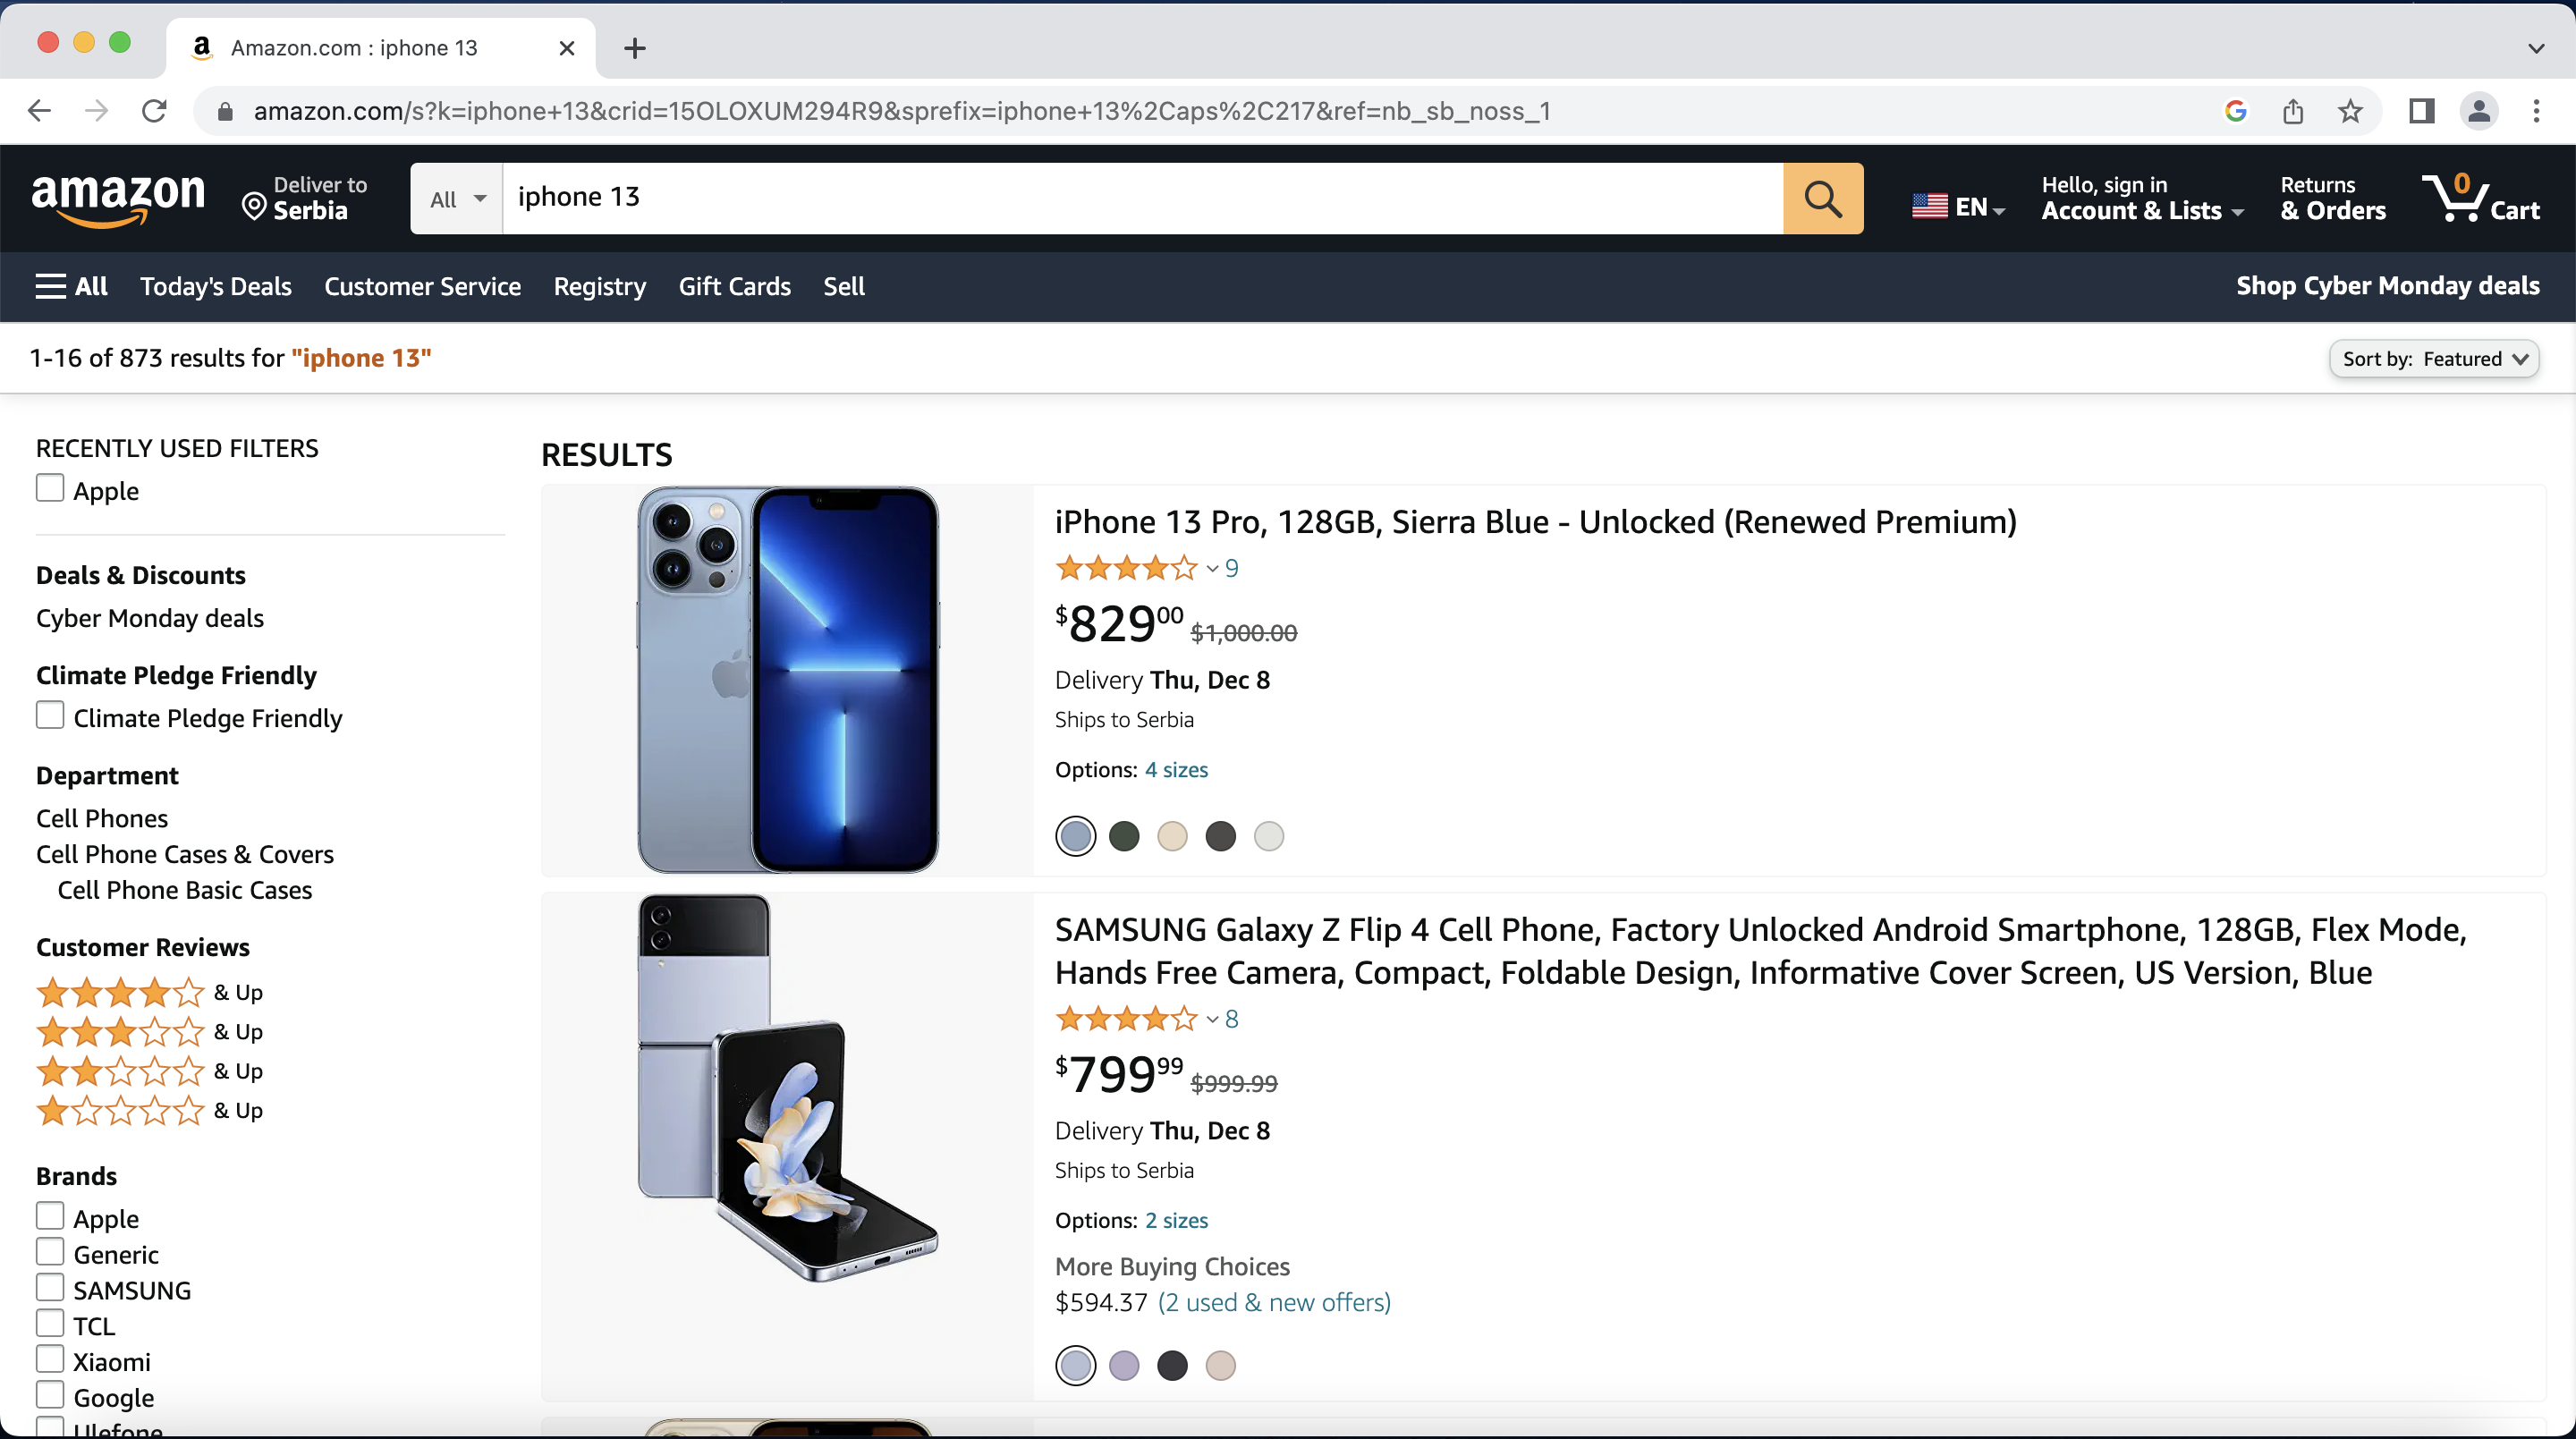 Amazon.com : iphone 13
amazon.com/s?k=iphone+13&crid=15OLOXUM294R9&sprefix=iphone+13%2Caps%2C217&ref=nb_sb_noss_1
amazon
Deliver to
Serbia
All
iphone 13
EN
Hello, sign in
Account & Lists
Returns
& Orders
0
Cart
All
Today's Deals
Customer Service
Registry
Gift Cards
Sell
Shop Cyber Monday deals
1-16 of 873 results for "iphone 13"
Sort by: Featured
RECENTLY USED FILTERS
Apple
Deals & Discounts
Cyber Monday deals
Climate Pledge Friendly
Climate Pledge Friendly
Department
Cell Phones
Cell Phone Cases & Covers
Cell Phone Basic Cases
Customer Reviews
& Up
& Up
& Up
& Up
Brands
Apple
Generic
SAMSUNG
TCL
Xiaomi
Google
Ulefone
RESULTS
iPhone 13 Pro, 128GB, Sierra Blue - Unlocked (Renewed Premium)
9
$82900 $1,000.00
Delivery Thu, Dec 8
Ships to Serbia
Options: 4 sizes
SAMSUNG Galaxy Z Flip 4 Cell Phone, Factory Unlocked Android Smartphone, 128GB, Flex Mode,
Hands Free Camera, Compact, Foldable Design, Informative Cover Screen, US Version, Blue
8
$79999 $999.99
Delivery Thu, Dec 8
Ships to Serbia
Options: 2 sizes
More Buying Choices
$594.37 (2 used & new offers)